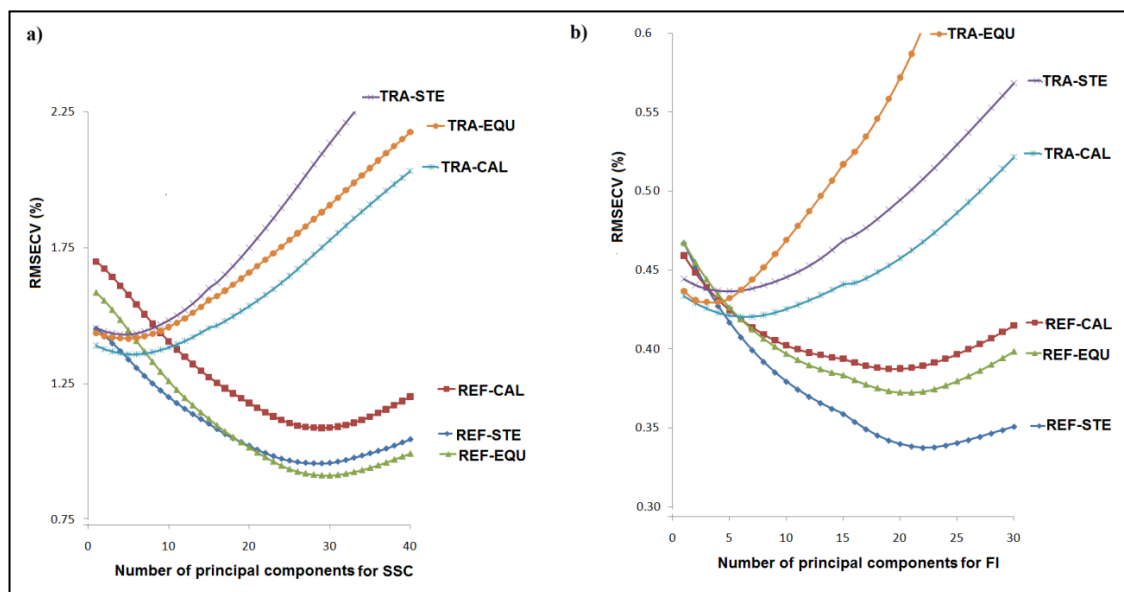 a)
RMSECV (%)
2.25
1.75
1.25
0.75
0
10
20
30
40
Number of principal components for SSC
TRA-STE
TRA-EQU
TRA-CAL
REF-CAL
REF-STE
REF-EQU
b)
RMSECV (%)
0.6
0.55
0.50
0.45
0.40
0.35
0.30
0
5
10
15
20
25
30
Number of principal components for FI
TRA-EQU
TRA-STE
TRA-CAL
REF-CAL
REF-EQU
REF-STE